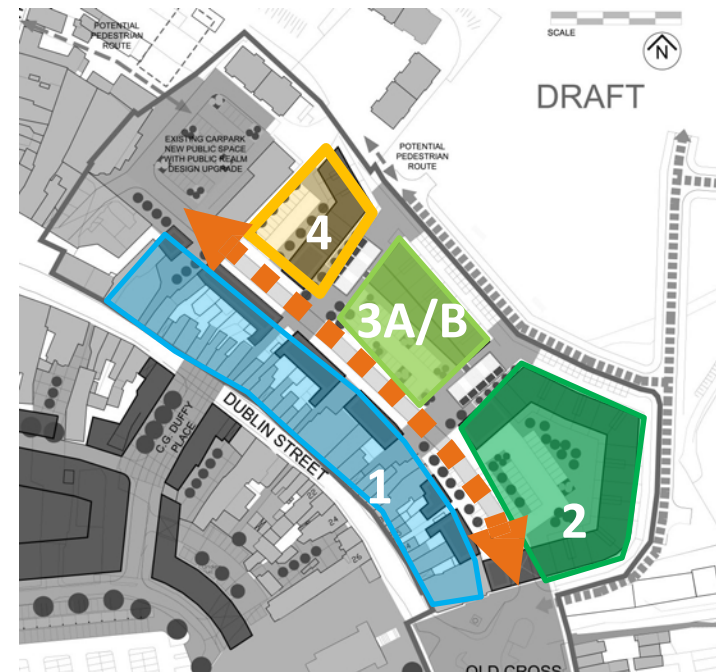 POTENTIAL
PEDESTRIAN
ROUTE
SCALE
N
DRAFT
EXISTING CARPARK
NEW PUBLIC SPACE
WITH PUBLIC REALM
DESIGN UPGRADE
POTENTIAL
PEDESTRIAN
ROUTE
4
3A/B
C.G. DUFFY
PLACE
DUBLIN STREET
1
2
22
24
26
OLD CROSS